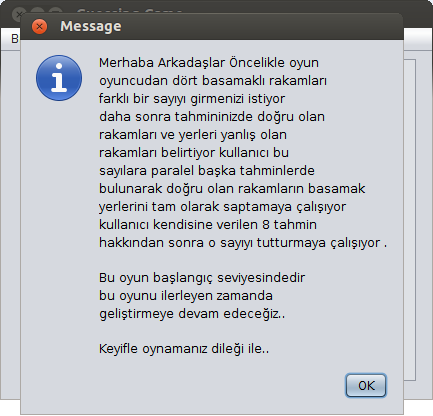 Message
Merhaba Arkadaşlar Öncelikle oyun
oyuncudan dört basamaklı rakamları
farklı bir sayıyı girmenizi istiyor
daha sonra tahmininizde doğru olan
rakamları ve yerleri yanlış olan
rakamları belirtiyor kullanıcı bu
sayılara paralel başka tahminlerde
bulunarak doğru olan rakamların basamak
yerlerini tam olarak saptamaya çalışıyor
kullanıcı kendisine verilen 8 tahmin
hakkından sonra o sayıyı tutturmaya çalışıyor .
Bu oyun başlangıç seviyesindedir
bu oyunu ilerleyen zamanda
geliştirmeye devam edeceğiz..
Keyifle oynamanız dileği ile..
OK